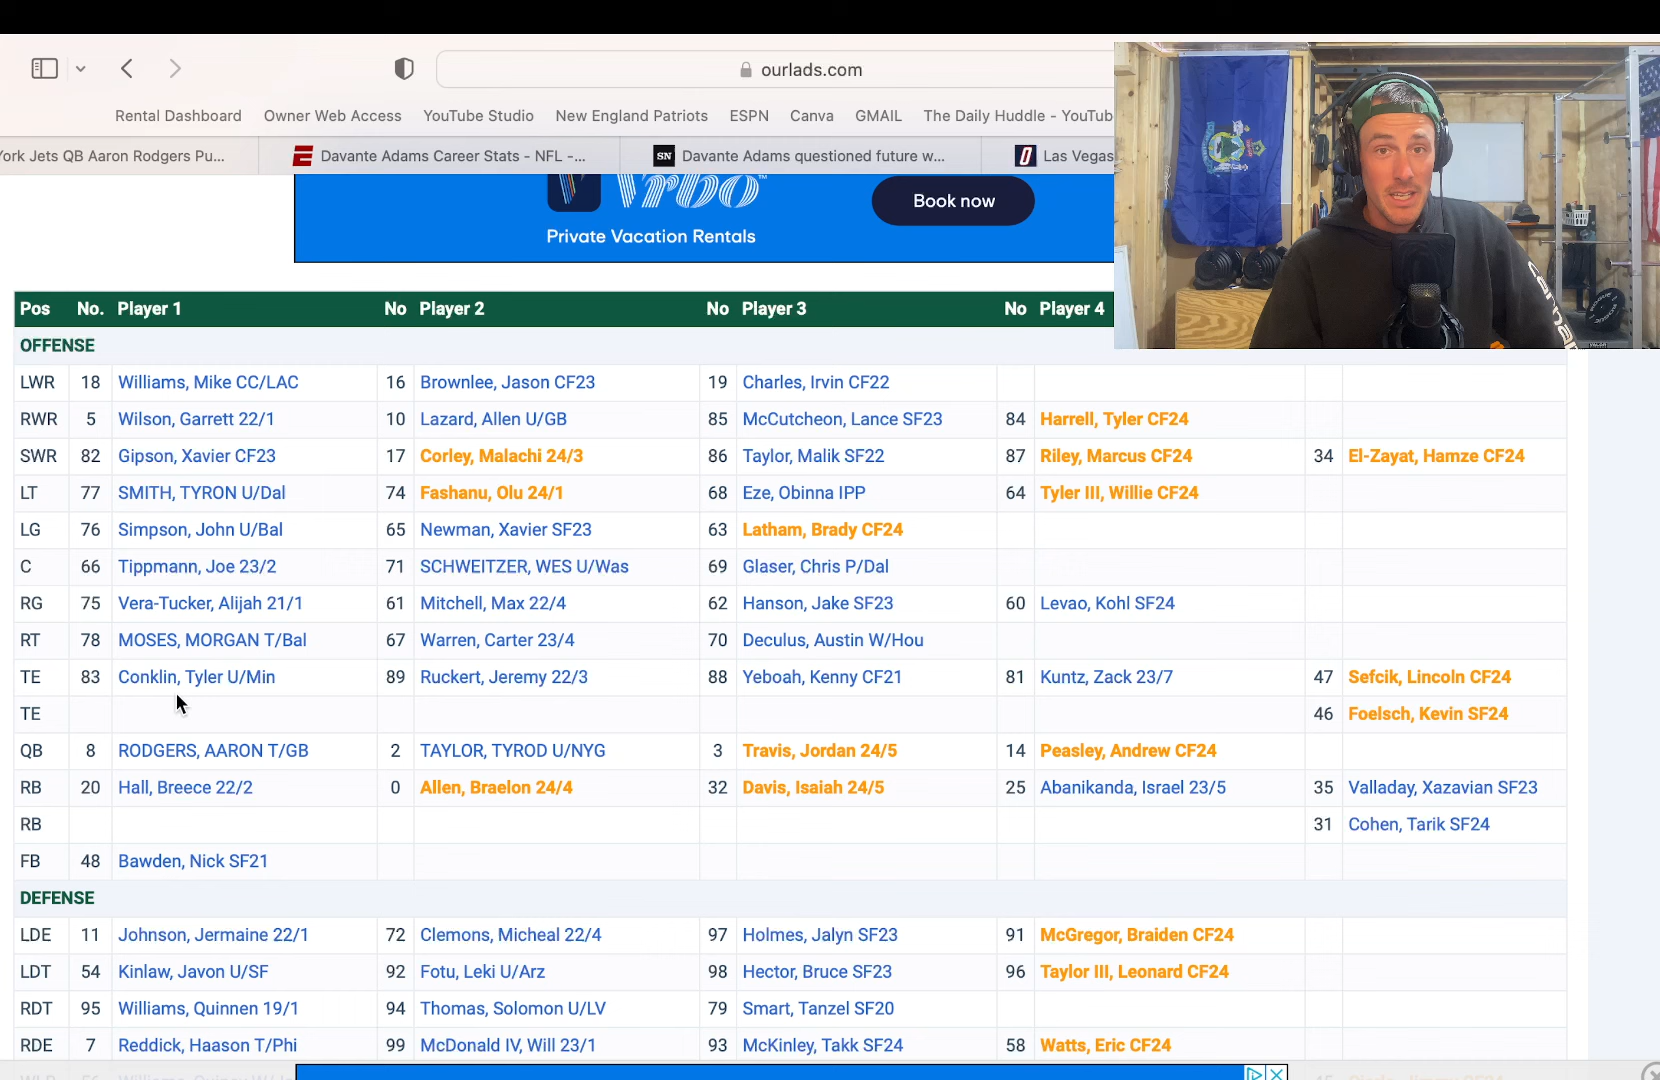 ourlads.com
Rental Dashboard Owner Web Access YouTube Studio New England Patriots ESPN Canva GMAIL The Daily Huddle - YouTub
York Jets QB Aaron Rodgers Pu... Davante Adams Career Stats - NFL -... SN Davante Adams questioned future w... Las Vegas
Vrbo™ Book now
Private Vacation Rentals
Pos No. Player 1 No Player 2 No Player 3 No Player 4
OFFENSE
LWR 18 Williams, Mike CC/LAC 16 Brownlee, Jason CF23 19 Charles, Irvin CF22
RWR 5 Wilson, Garrett 22/1 10 Lazard, Allen U/GB 85 McCutcheon, Lance SF23 84 Harrell, Tyler CF24
SWR 82 Gipson, Xavier CF23 17 Corley, Malachi 24/3 86 Taylor, Malik SF22 87 Riley, Marcus CF24 34 El-Zayat, Hamze CF24
LT 77 SMITH, TYRON U/Dal 74 Fashanu, Olu 24/1 68 Eze, Obinna IPP 64 Tyler III, Willie CF24
LG 76 Simpson, John U/Bal 65 Newman, Xavier SF23 63 Latham, Brady CF24
C 66 Tippmann, Joe 23/2 71 SCHWEITZER, WES U/Was 69 Glaser, Chris P/Dal
RG 75 Vera-Tucker, Alijah 21/1 61 Mitchell, Max 22/4 62 Hanson, Jake SF23 60 Levao, Kohl SF24
RT 78 MOSES, MORGAN T/Bal 67 Warren, Carter 23/4 70 Deculus, Austin W/Hou
TE 83 Conklin, Tyler U/Min 89 Ruckert, Jeremy 22/3 88 Yeboah, Kenny CF21 81 Kuntz, Zack 23/7 47 Sefcik, Lincoln CF24
TE 46 Foelsch, Kevin SF24
QB 8 RODGERS, AARON T/GB 2 TAYLOR, TYROD U/NYG 3 Travis, Jordan 24/5 14 Peasley, Andrew CF24
RB 20 Hall, Breece 22/2 0 Allen, Braelon 24/4 32 Davis, Isaiah 24/5 25 Abanikanda, Israel 23/5 35 Valladay, Xazavian SF23
RB 31 Cohen, Tarik SF24
FB 48 Bawden, Nick SF21
DEFENSE
LDE 11 Johnson, Jermaine 22/1 72 Clemons, Micheal 22/4 97 Holmes, Jalyn SF23 91 McGregor, Braiden CF24
LDT 54 Kinlaw, Javon U/SF 92 Fotu, Leki U/Arz 98 Hector, Bruce SF23 96 Taylor III, Leonard CF24
RDT 95 Williams, Quinnen 19/1 94 Thomas, Solomon U/LV 79 Smart, Tanzel SF20
RDE 7 Reddick, Haason T/Phi 99 McDonald IV, Will 23/1 93 McKinley, Takk SF24 58 Watts, Eric CF24